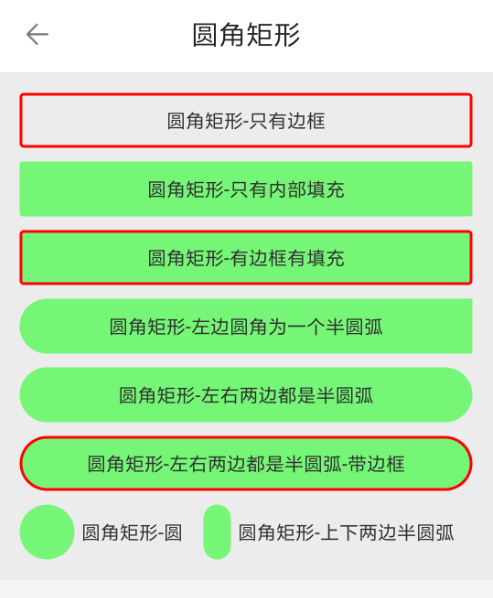 圆角矩形
圆角矩形-只有边框
圆角矩形-只有内部填充
圆角矩形-有边框有填充
圆角矩形-左边圆角为一个半圆弧
圆角矩形-左右两边都是半圆弧
圆角矩形-左右两边都是半圆弧-带边框
圆角矩形-圆
圆角矩形-上下两边半圆弧